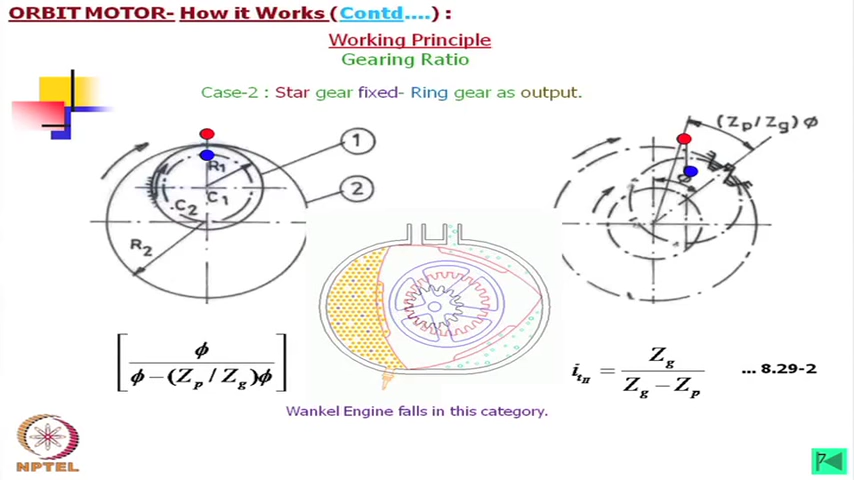 ORBIT MOTOR- How it Works (Contd....) :
Working Principle
Gearing Ratio
Case-2 : Star gear fixed- Ring gear as output.
R1
C1
C2
R2
1
2
(Zp/Zg)φ
φ
[ φ / (φ – (Zp / Zg)φ) ]
i_tII = Zg / (Zg – Zp) ... 8.29-2
Wankel Engine falls in this category.
NPTEL
7